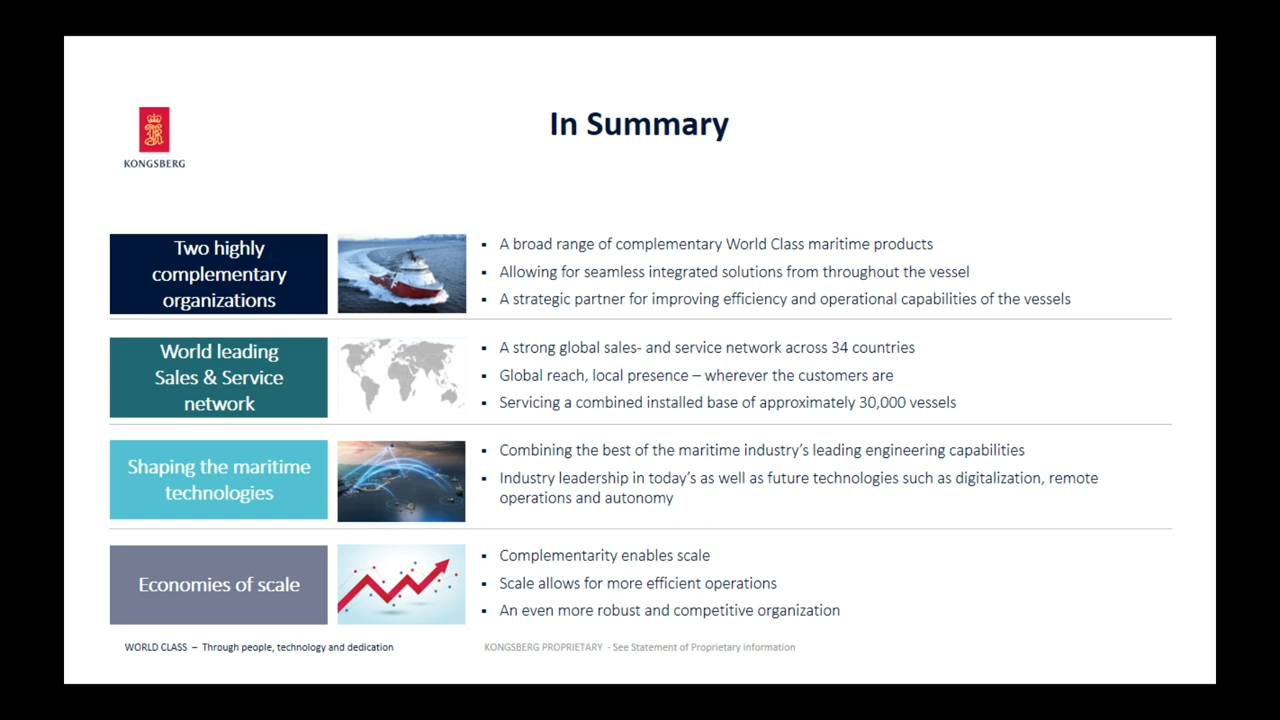 In Summary
KONGSBERG
Two highly
complementary
organizations
▪ A broad range of complementary World Class maritime products
▪ Allowing for seamless integrated solutions from throughout the vessel
▪ A strategic partner for improving efficiency and operational capabilities of the vessels
World leading
Sales & Service
network
▪ A strong global sales- and service network across 34 countries
▪ Global reach, local presence – wherever the customers are
▪ Servicing a combined installed base of approximately 30,000 vessels
Shaping the maritime
technologies
▪ Combining the best of the maritime industry’s leading engineering capabilities
▪ Industry leadership in today’s as well as future technologies such as digitalization, remote
operations and autonomy
Economies of scale
▪ Complementarity enables scale
▪ Scale allows for more efficient operations
▪ An even more robust and competitive organization
WORLD CLASS – Through people, technology and dedication
KONGSBERG PROPRIETARY - See Statement of Proprietary information